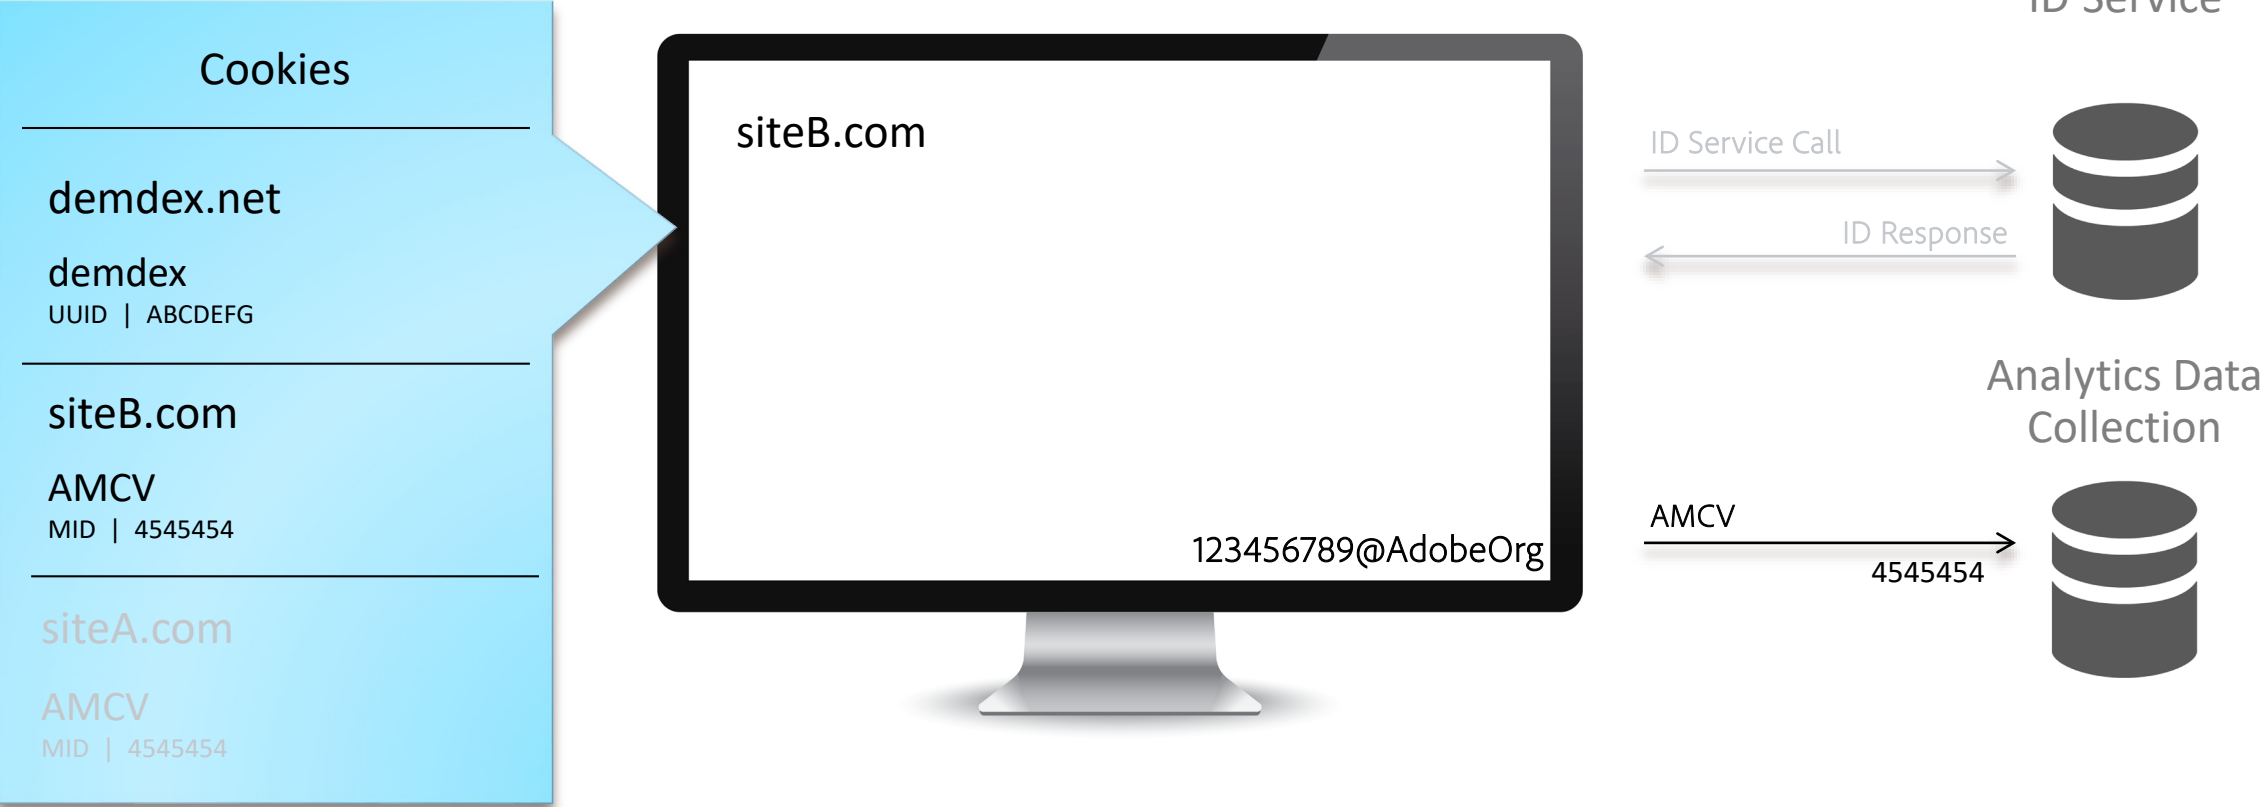 Cookies
demdex.net
demdex
UUID | ABCDEFG
siteB.com
AMCV
MID | 4545454
siteA.com
AMCV
MID | 4545454
siteB.com
123456789@AdobeOrg
ID Service
ID Service Call
ID Response
Analytics Data
Collection
AMCV
4545454